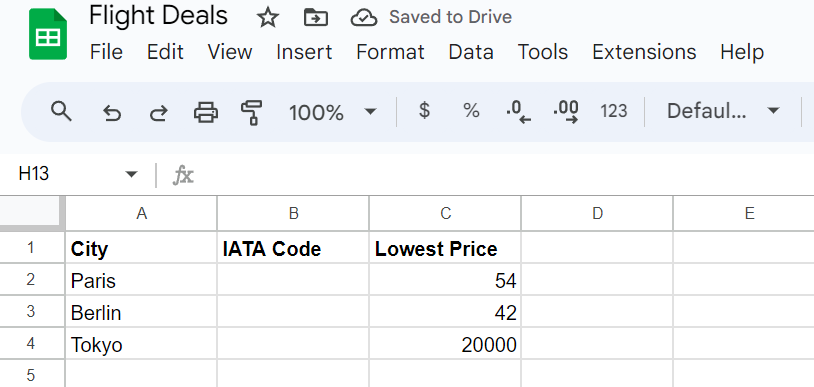 Flight Deals Saved to Drive
File Edit View Insert Format Data Tools Extensions Help
100% $ % .0 .00 123 Defaul...
H13 fx
A B C D E
1 City IATA Code Lowest Price
2 Paris 54
3 Berlin 42
4 Tokyo 20000
5